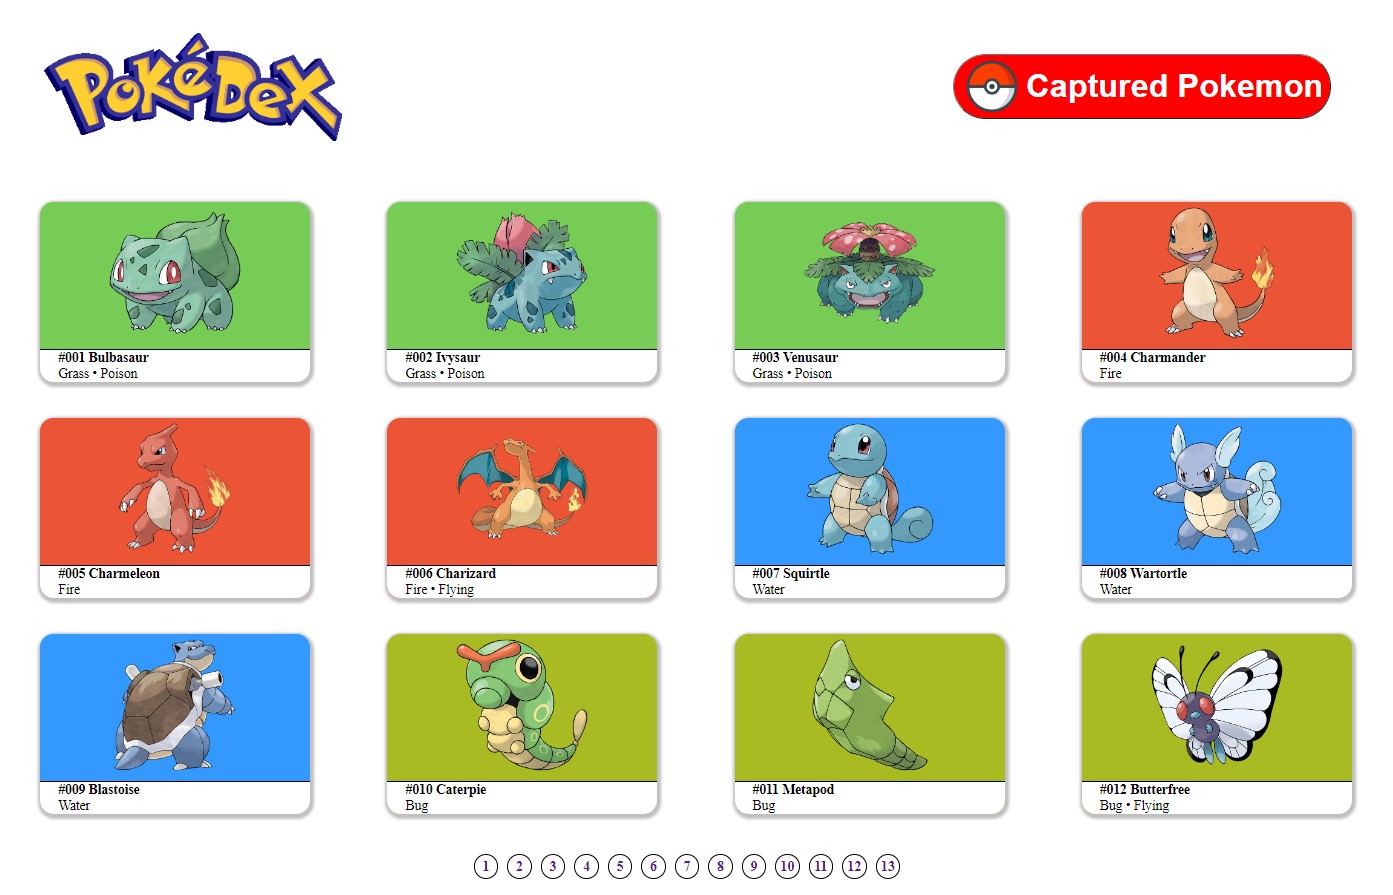 PoKéDeX
Captured Pokemon
#001 Bulbasaur
Grass • Poison
#002 Ivysaur
Grass • Poison
#003 Venusaur
Grass • Poison
#004 Charmander
Fire
#005 Charmeleon
Fire
#006 Charizard
Fire • Flying
#007 Squirtle
Water
#008 Wartortle
Water
#009 Blastoise
Water
#010 Caterpie
Bug
#011 Metapod
Bug
#012 Butterfree
Bug • Flying
1 2 3 4 5 6 7 8 9 10 11 12 13